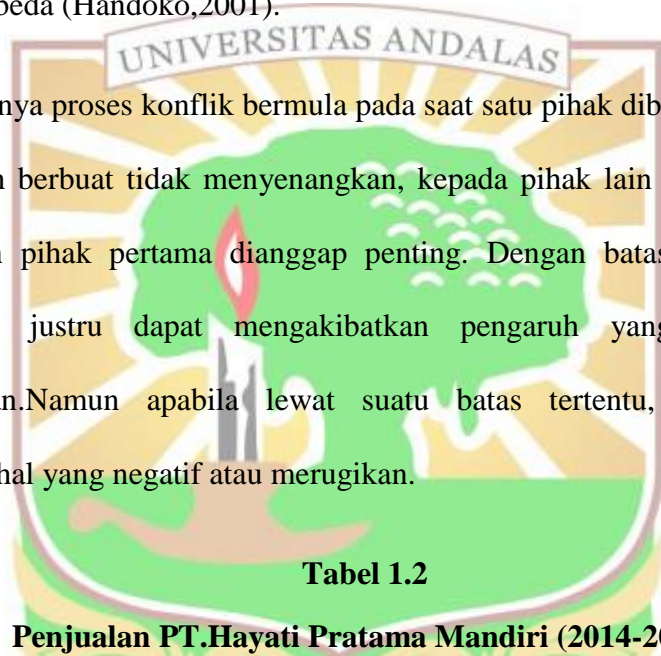 beda (Handoko,2001).
UNIVERSITAS ANDALAS
nya proses konflik bermula pada saat satu pihak dib
berbuat tidak menyenangkan, kepada pihak lain
pihak pertama dianggap penting. Dengan batas
justru dapat mengakibatkan pengaruh yang
an.Namun apabila lewat suatu batas tertentu,
hal yang negatif atau merugikan.
Tabel 1.2
Penjualan PT.Hayati Pratama Mandiri (2014-20